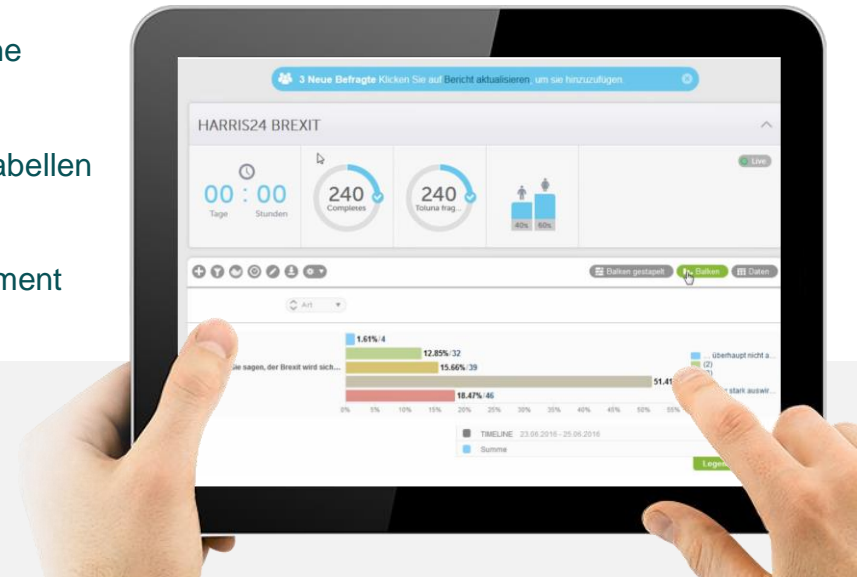 ne
abellen
ment
3 Neue Befragte Klicken Sie auf Bericht aktualisieren, um sie hinzuzufügen.
HARRIS24 BREXIT
Live
00 : 00
Tage Stunden
240
Completes
240
Toluna frag...
40% 60%
Balken gestapelt Balken Daten
Art
ie sagen, der Brexit wird sich...
1.61%/4
12.85%/32
15.66%/39
51.41
18.47%/46
... überhaupt nicht a...
(2)
stark auswir...
0% 5% 10% 15% 20% 25% 30% 35% 40% 45% 50% 55%
TIMELINE 23.06.2016 - 25.06.2016
Summe